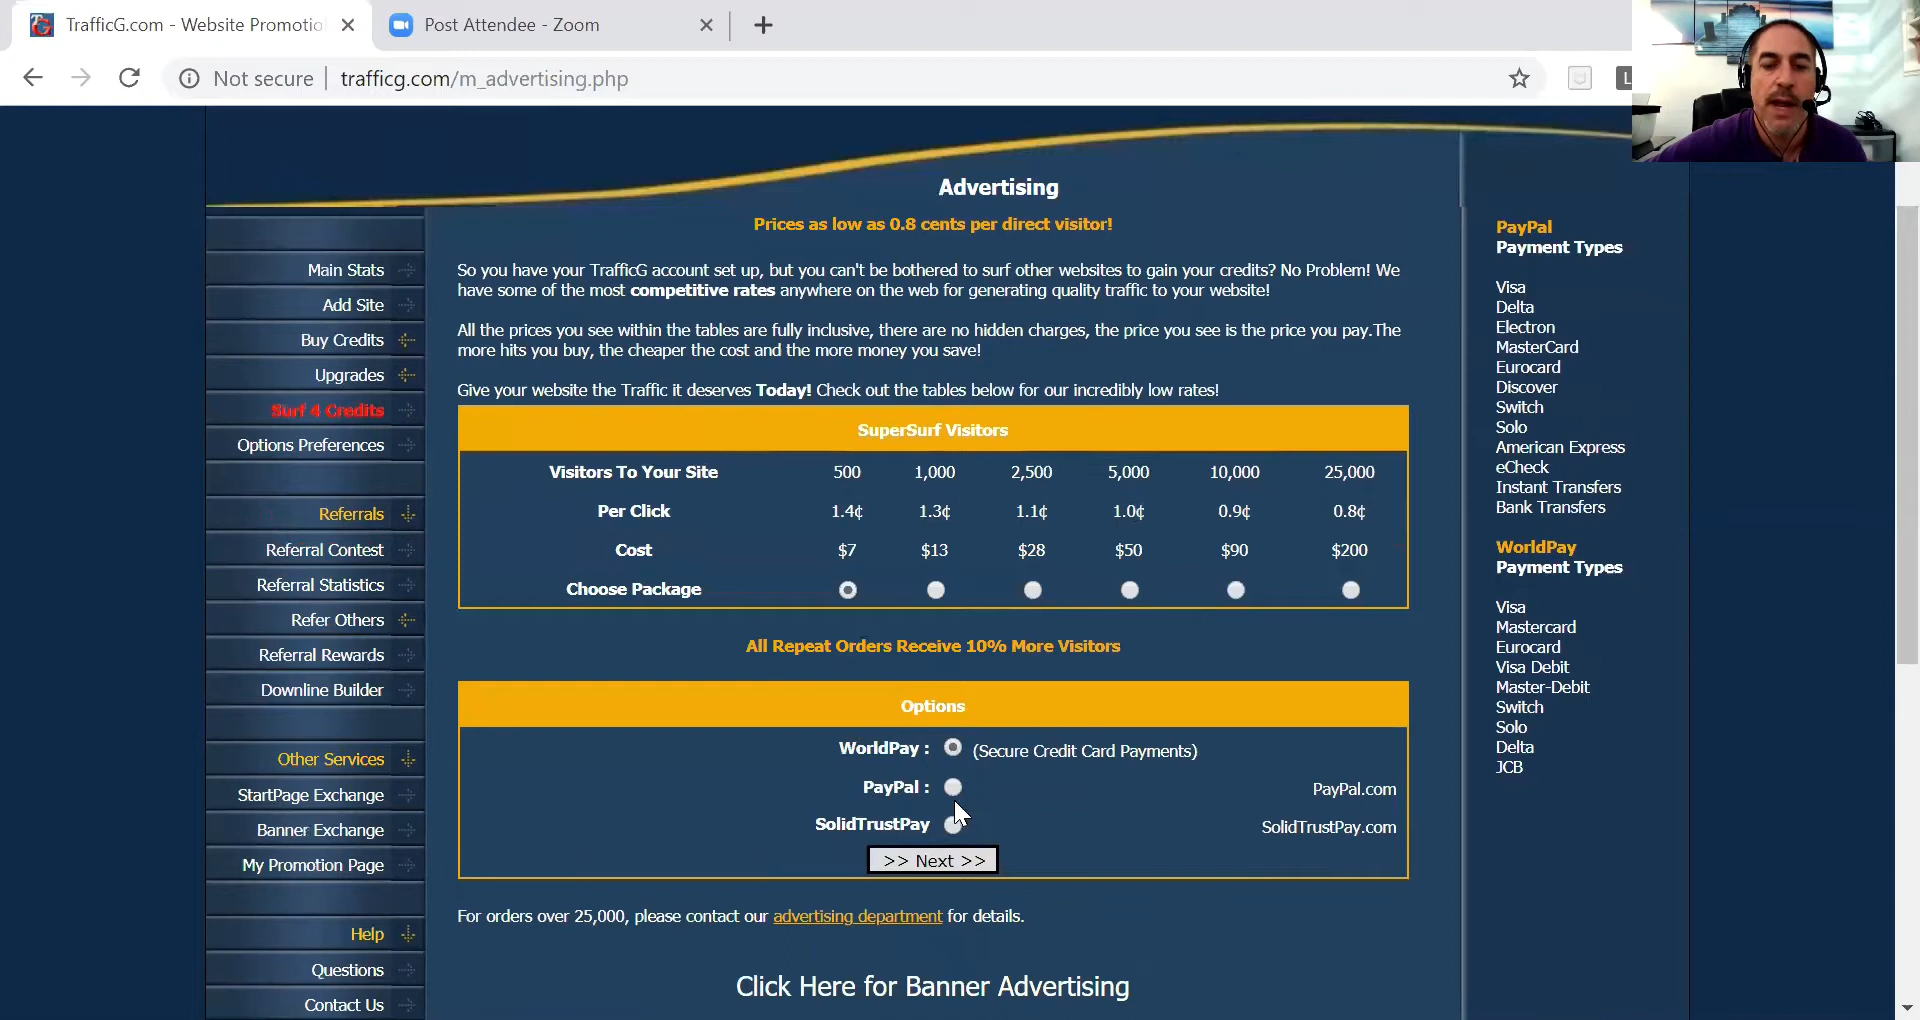 TrafficG.com - Website Promotio
Post Attendee - Zoom
Not secure
trafficg.com/m_advertising.php
L
Advertising
Prices as low as 0.8 cents per direct visitor!
So you have your TrafficG account set up, but you can't be bothered to surf other websites to gain your credits? No Problem! We
have some of the most competitive rates anywhere on the web for generating quality traffic to your website!
All the prices you see within the tables are fully inclusive, there are no hidden charges, the price you see is the price you pay.The
more hits you buy, the cheaper the cost and the more money you save!
Give your website the Traffic it deserves Today! Check out the tables below for our incredibly low rates!
Main Stats
Add Site
Buy Credits
Upgrades
Surf 4 Credits
Options Preferences
Referrals
Referral Contest
Referral Statistics
Refer Others
Referral Rewards
Downline Builder
Other Services
StartPage Exchange
Banner Exchange
My Promotion Page
Help
Questions
Contact Us
SuperSurf Visitors
Visitors To Your Site 500 1,000 2,500 5,000 10,000 25,000
Per Click 1.4¢ 1.3¢ 1.1¢ 1.0¢ 0.9¢ 0.8¢
Cost $7 $13 $28 $50 $90 $200
Choose Package
All Repeat Orders Receive 10% More Visitors
Options
WorldPay : (Secure Credit Card Payments)
PayPal : PayPal.com
SolidTrustPay SolidTrustPay.com
>> Next >>
For orders over 25,000, please contact our advertising department for details.
Click Here for Banner Advertising
PayPal
Payment Types
Visa
Delta
Electron
MasterCard
Eurocard
Discover
Switch
Solo
American Express
eCheck
Instant Transfers
Bank Transfers
WorldPay
Payment Types
Visa
Mastercard
Eurocard
Visa Debit
Master-Debit
Switch
Solo
Delta
JCB